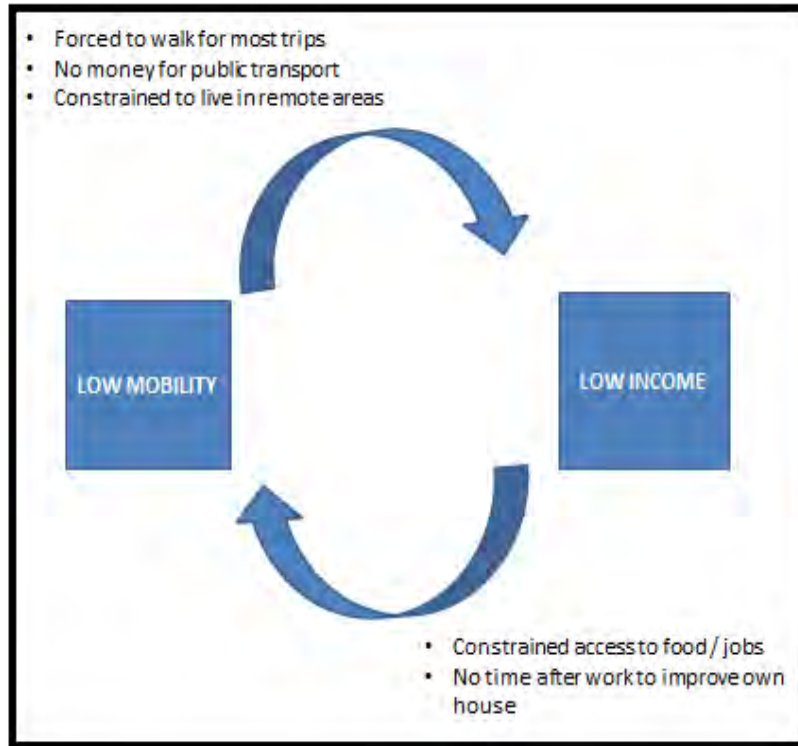 • Forced to walk for most trips
• No money for public transport
• Constrained to live in remote areas
LOW MOBILITY
LOW INCOME
• Constrained access to food / jobs
• No time after work to improve own
house